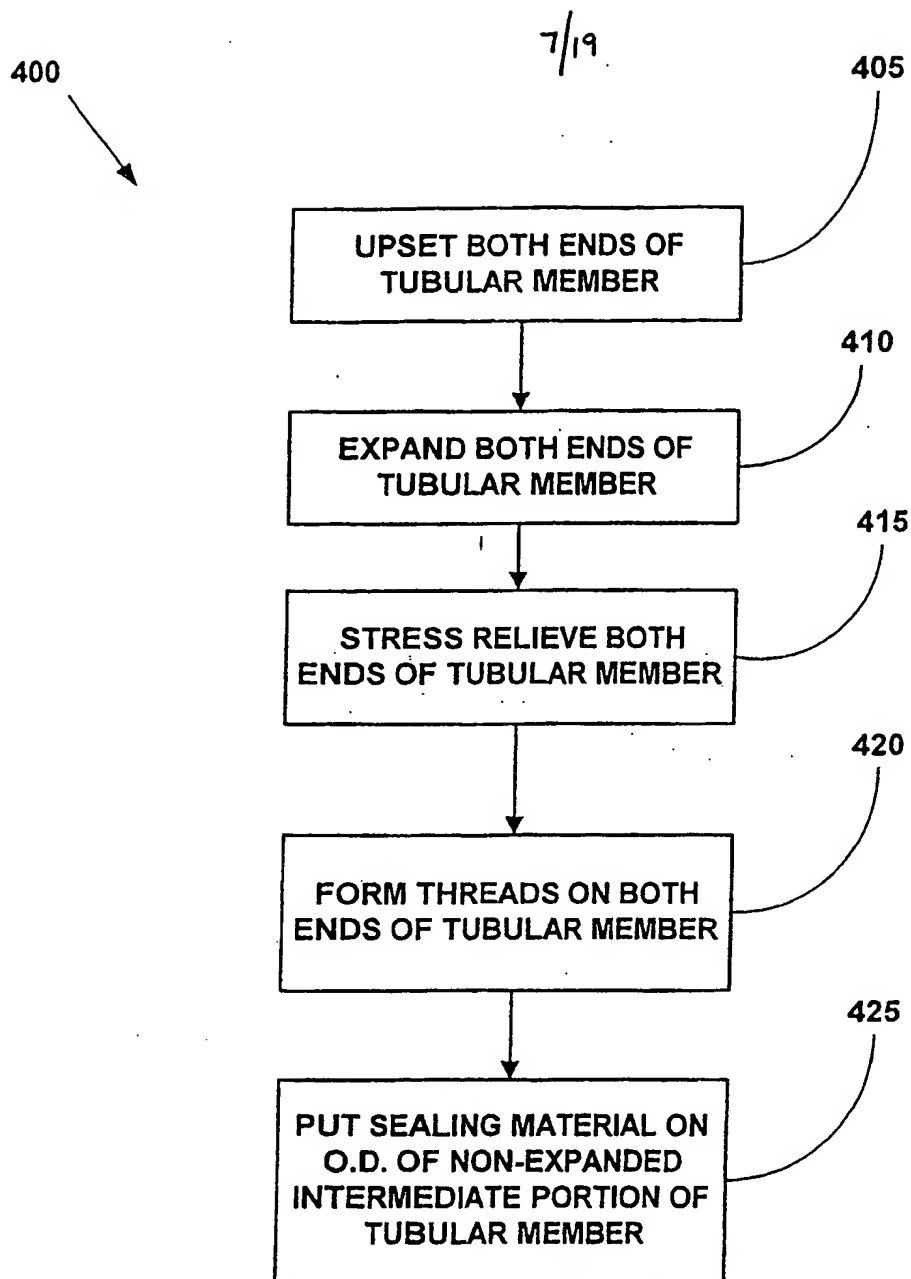 7/19
400
405
UPSET BOTH ENDS OF
TUBULAR MEMBER
410
EXPAND BOTH ENDS OF
TUBULAR MEMBER
415
STRESS RELIEVE BOTH
ENDS OF TUBULAR MEMBER
420
FORM THREADS ON BOTH
ENDS OF TUBULAR MEMBER
425
PUT SEALING MATERIAL ON
O.D. OF NON-EXPANDED
INTERMEDIATE PORTION OF
TUBULAR MEMBER